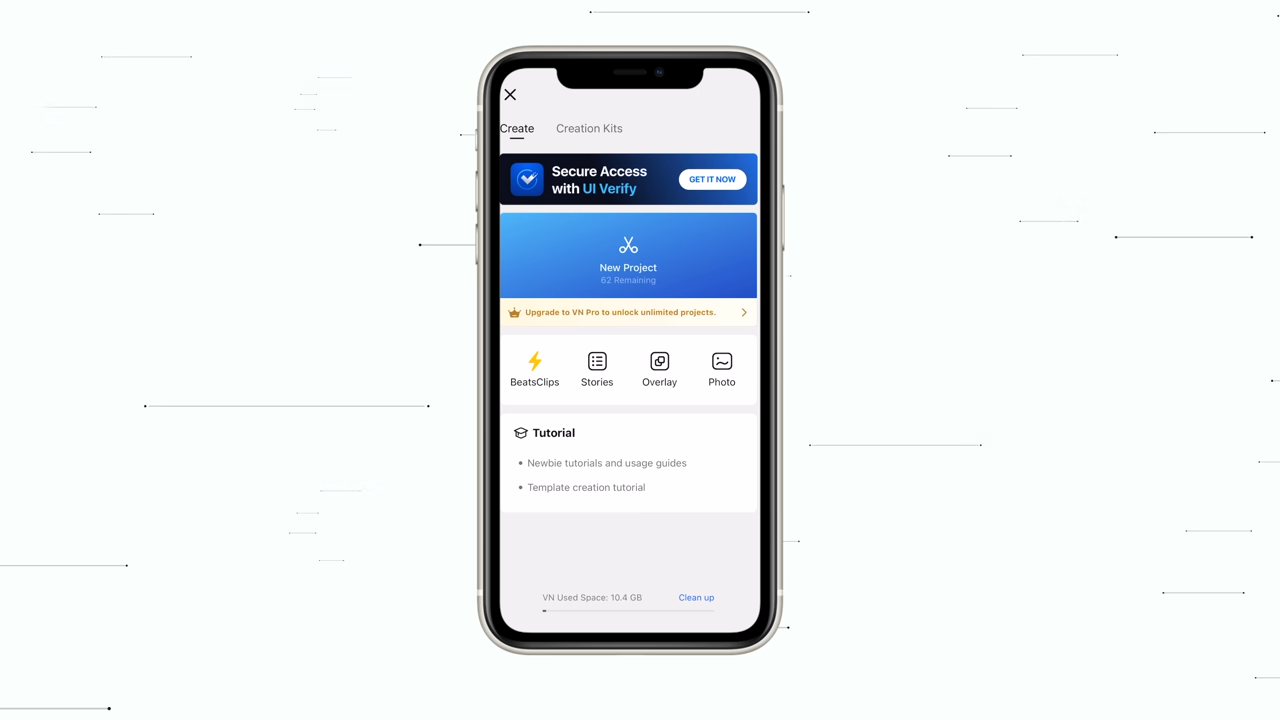 Create
Creation Kits
Secure Access
with UI Verify
GET IT NOW
New Project
62 Remaining
Upgrade to VN Pro to unlock unlimited projects.
BeatsClips
Stories
Overlay
Photo
Tutorial
• Newbie tutorials and usage guides
• Template creation tutorial
VN Used Space: 10.4 GB
Clean up